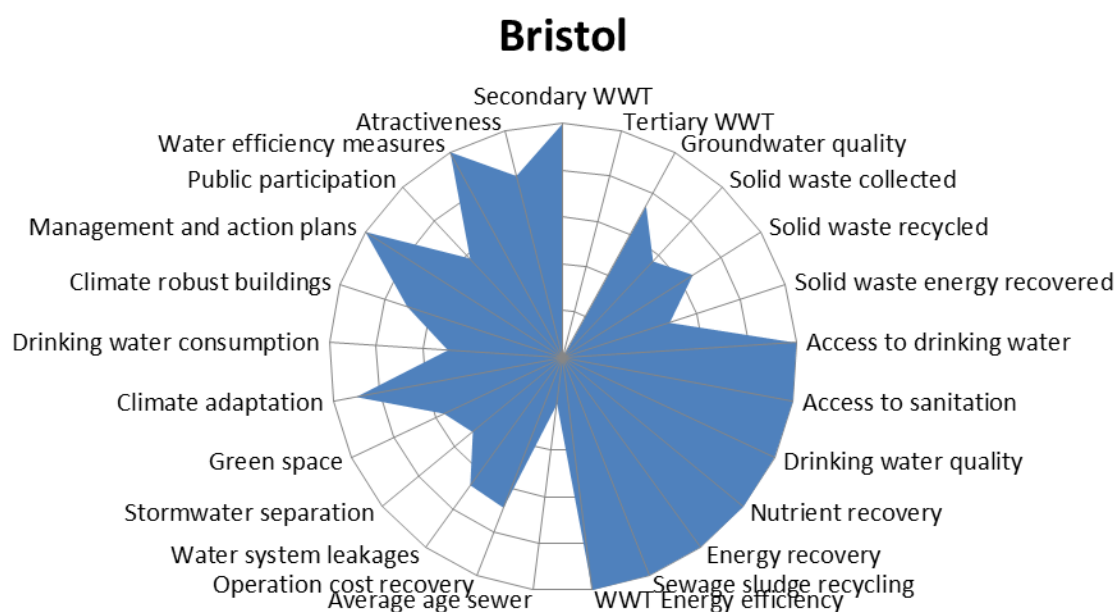 Bristol
Secondary WWT
Tertiary WWT
Groundwater quality
Solid waste collected
Solid waste recycled
Solid waste energy recovered
Access to drinking water
Access to sanitation
Drinking water quality
Nutrient recovery
Energy recovery
Sewage sludge recycling
WWT Energy efficiency
Average age sewer
Operation cost recovery
Water system leakages
Stormwater separation
Green space
Climate adaptation
Drinking water consumption
Climate robust buildings
Management and action plans
Public participation
Water efficiency measures
Atractiveness